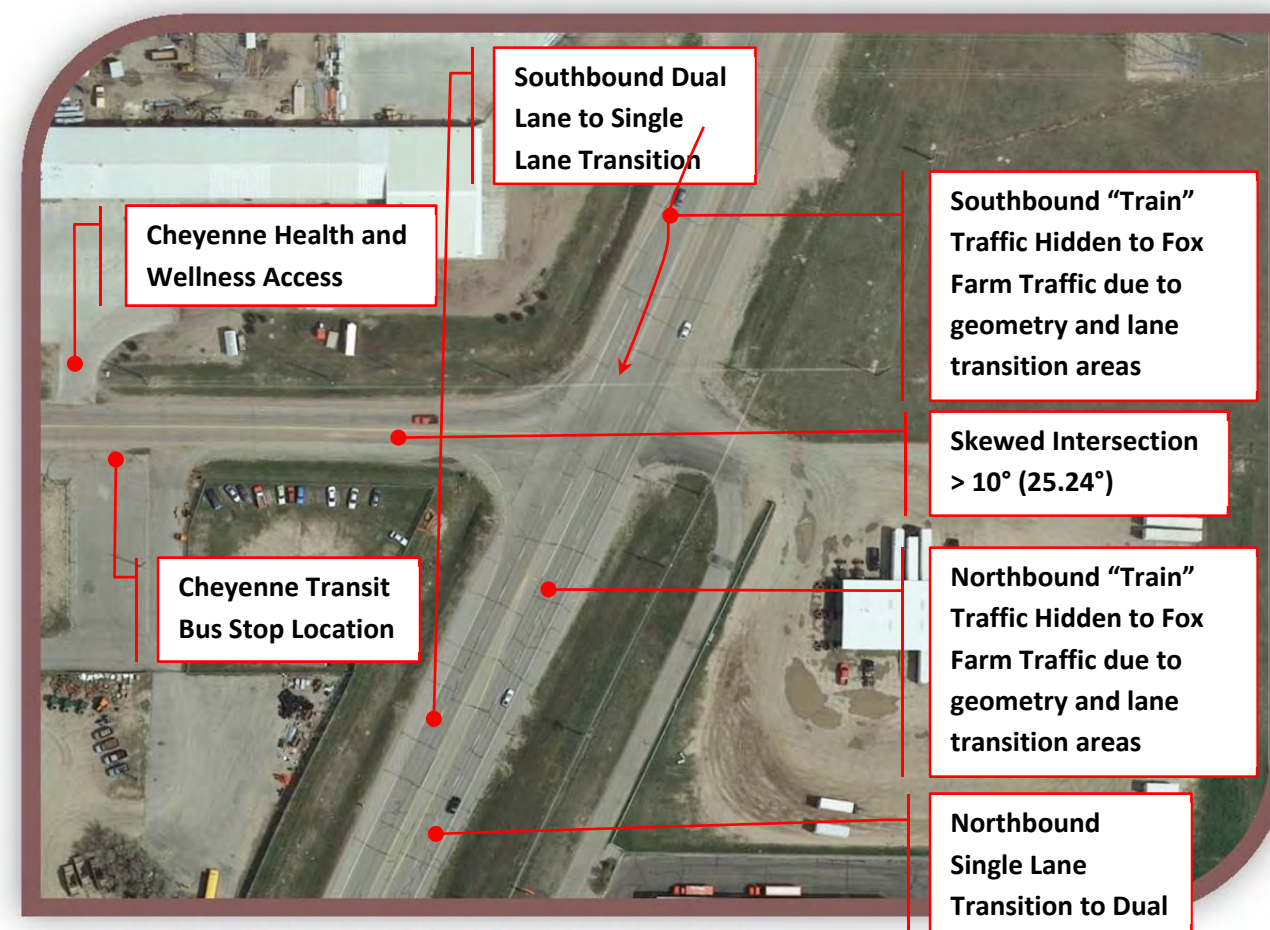 Southbound Dual
Lane to Single
Lane Transition
Cheyenne Health and
Wellness Access
Southbound “Train”
Traffic Hidden to Fox
Farm Traffic due to
geometry and lane
transition areas
Skewed Intersection
> 10° (25.24°)
Cheyenne Transit
Bus Stop Location
Northbound “Train”
Traffic Hidden to Fox
Farm Traffic due to
geometry and lane
transition areas
Northbound
Single Lane
Transition to Dual